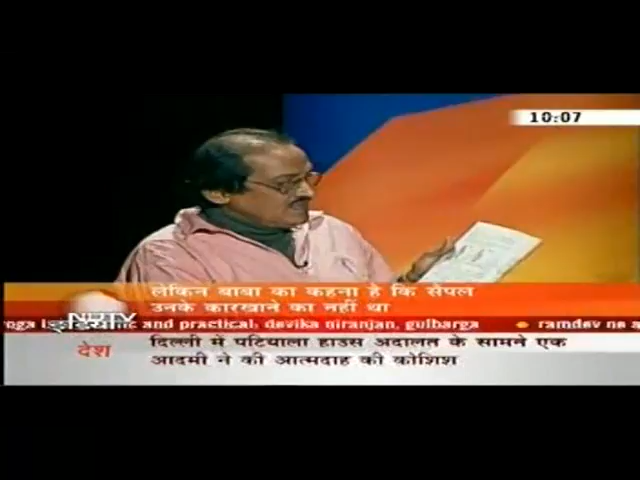 10:07
लेकिन बाबा का कहना है कि सैंपल
उनके कारखाने का नहीं था
NDTV
इंडिया
and practical: devika niranjan, gulbarga ramdev
देश
दिल्ली में पटियाला हाउस अदालत के सामने एक
आदमी ने की आत्मदाह की कोशिश